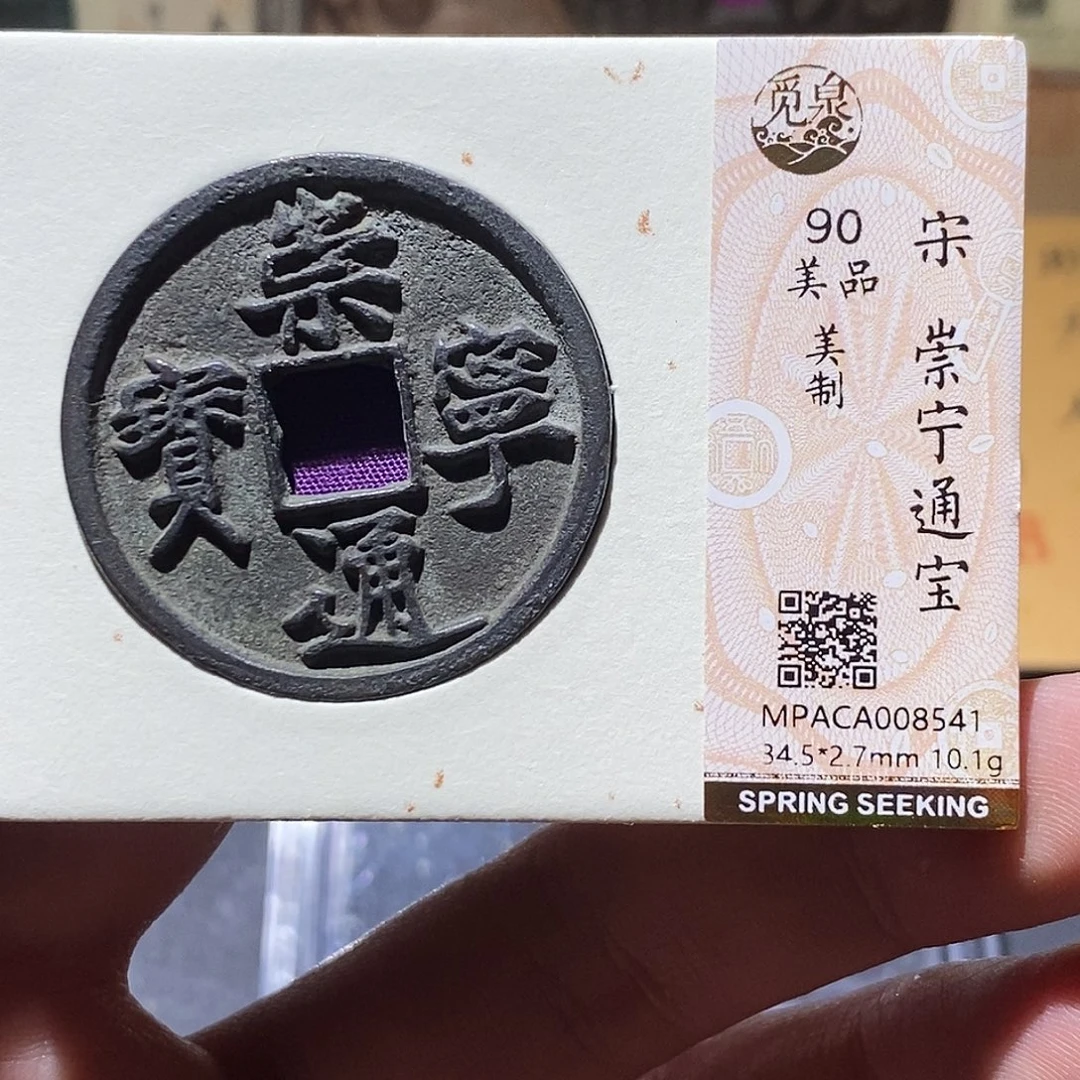 崇寧通寶
觅泉
宋 崇宁通宝
90
美品
美制
MPACA008541
34.5*2.7mm 10.1g
SPRING SEEKING